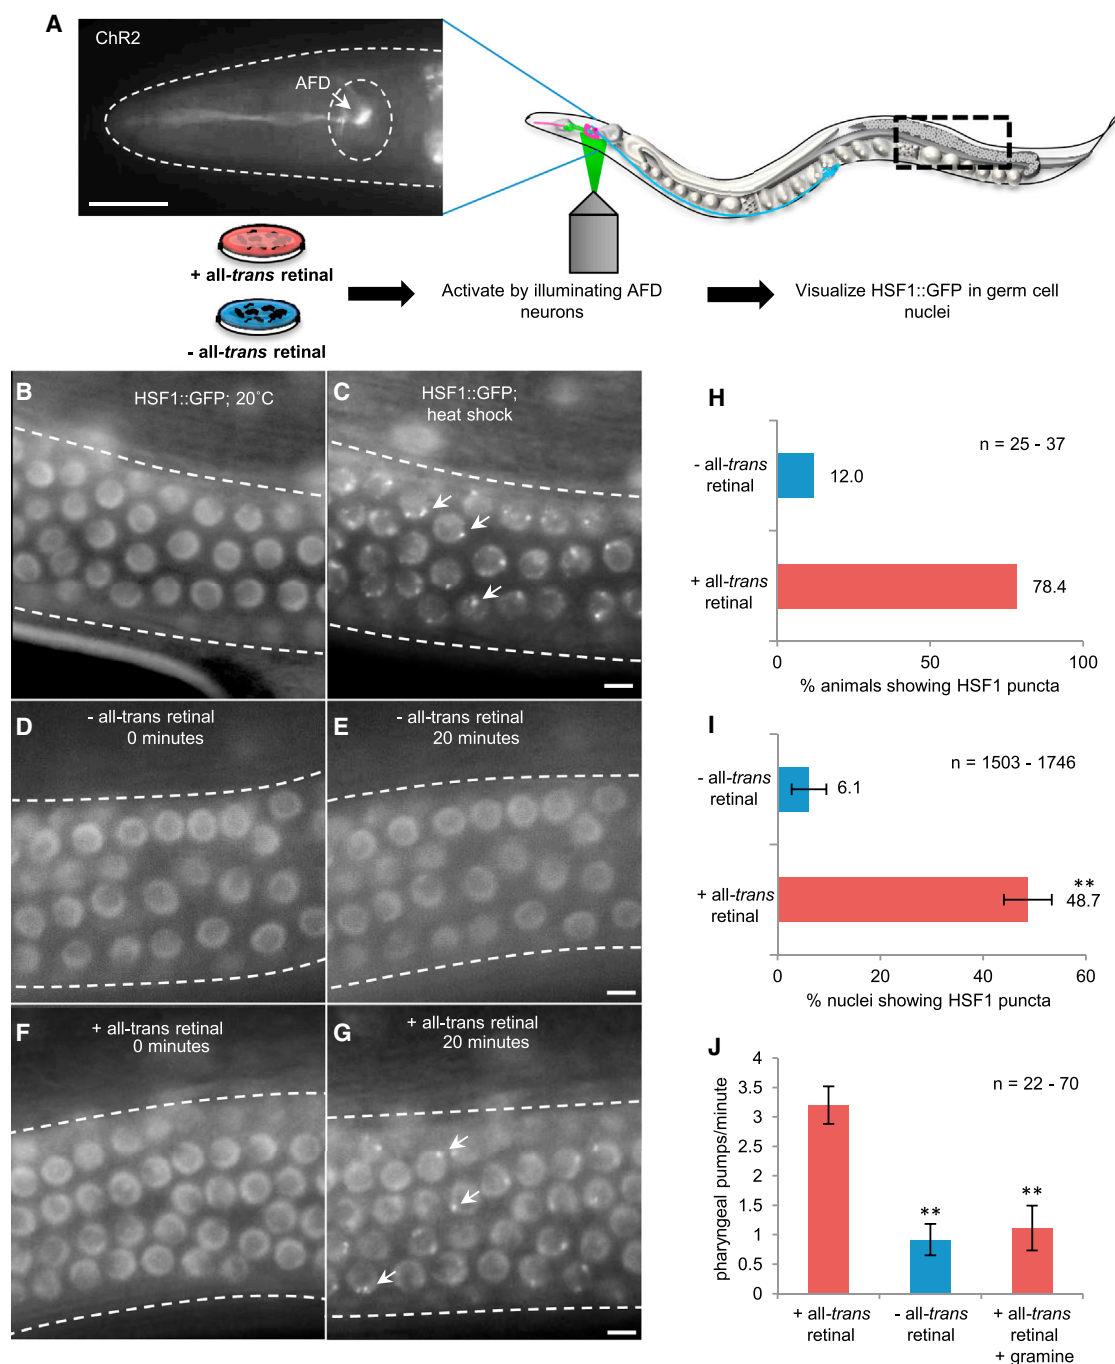 A
ChR2
AFD
+ all-trans retinal
- all-trans retinal
Activate by illuminating AFD
neurons
Visualize HSF1::GFP in germ cell
nuclei
B
HSF1::GFP; 20˚C
C
HSF1::GFP;
heat shock
D
- all-trans retinal
0 minutes
E
- all-trans retinal
20 minutes
F
+ all-trans retinal
0 minutes
G
+ all-trans retinal
20 minutes
H
n = 25 - 37
- all-trans
retinal
12.0
+ all-trans
retinal
78.4
0
50
100
% animals showing HSF1 puncta
I
n = 1503 - 1746
- all-trans
retinal
6.1
+ all-trans
retinal
**
48.7
0
20
40
60
% nuclei showing HSF1 puncta
J
n = 22 - 70
pharyngeal pumps/minute
4
3.5
3
2.5
2
1.5
1
0.5
0
**
**
+ all-trans
retinal
- all-trans
retinal
+ all-trans
retinal
+ gramine